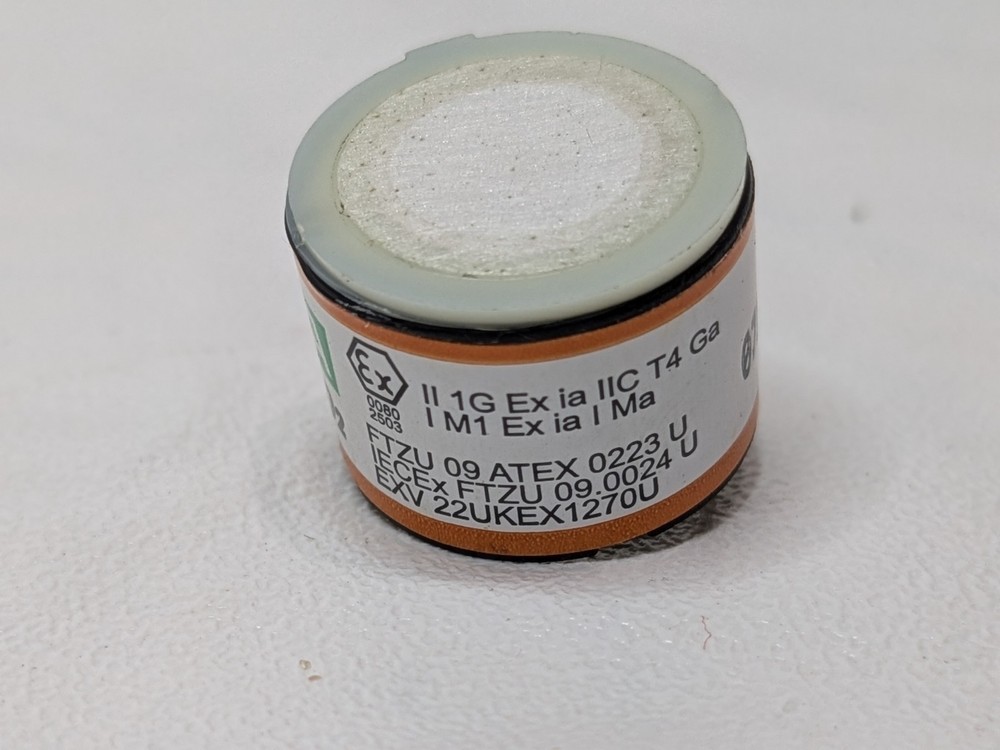 Ex
0080
2503
II 1G Ex ia IIC T4 Ga
I M1 Ex ia I Ma
FTZU 09 ATEX 0223 U
IECEx FTZU 09.0024 U
EXV 22UKEX1270U